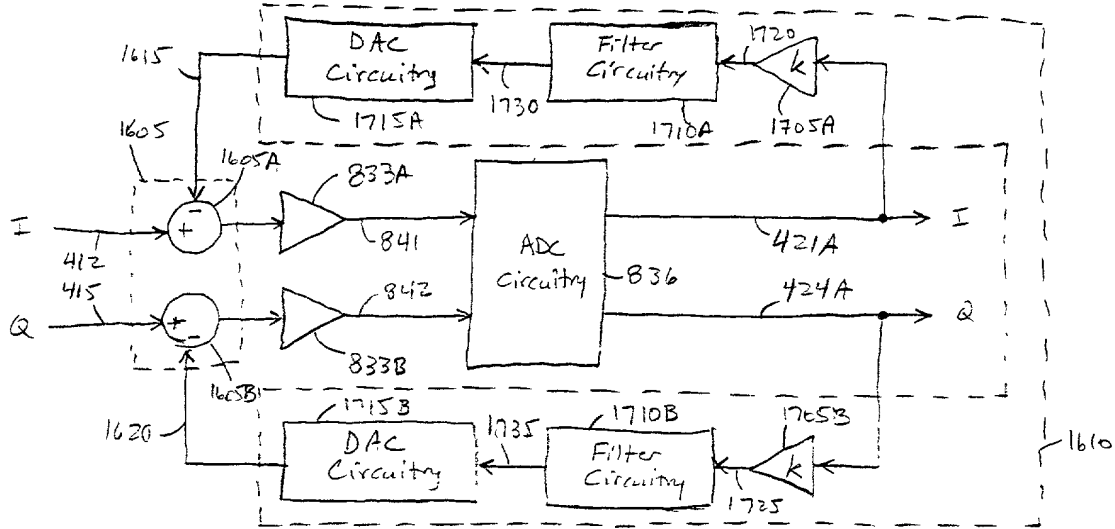 1615
DAC
Circuitry
1715A
1730
Filter
Circuitry
1710A
1720
k
1705A
1605
1605A
-
+
I
412
833A
841
ADC
Circuitry
836
421A
I
415
Q
+
-
1605B
842
833B
424A
Q
1620
1715B
DAC
Circuitry
1735
1710B
Filter
Circuitry
1725
1705B
k
1610